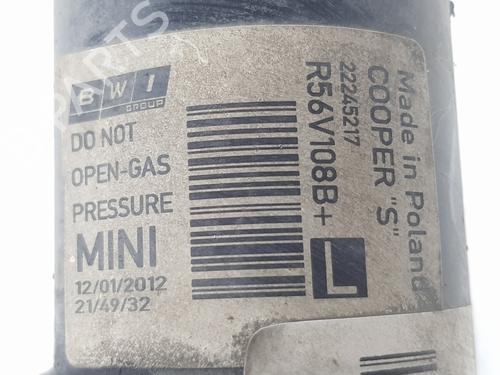 BWI
GROUP
DO NOT
OPEN-GAS
PRESSURE
MINI
12/01/2012
21/49/32
Made in Poland
COOPER "S"
22245217
R56V108B+
L